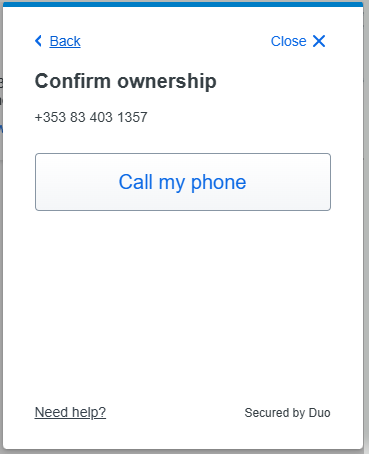 Back
Close
Confirm ownership
+353 83 403 1357
Call my phone
Need help?
Secured by Duo